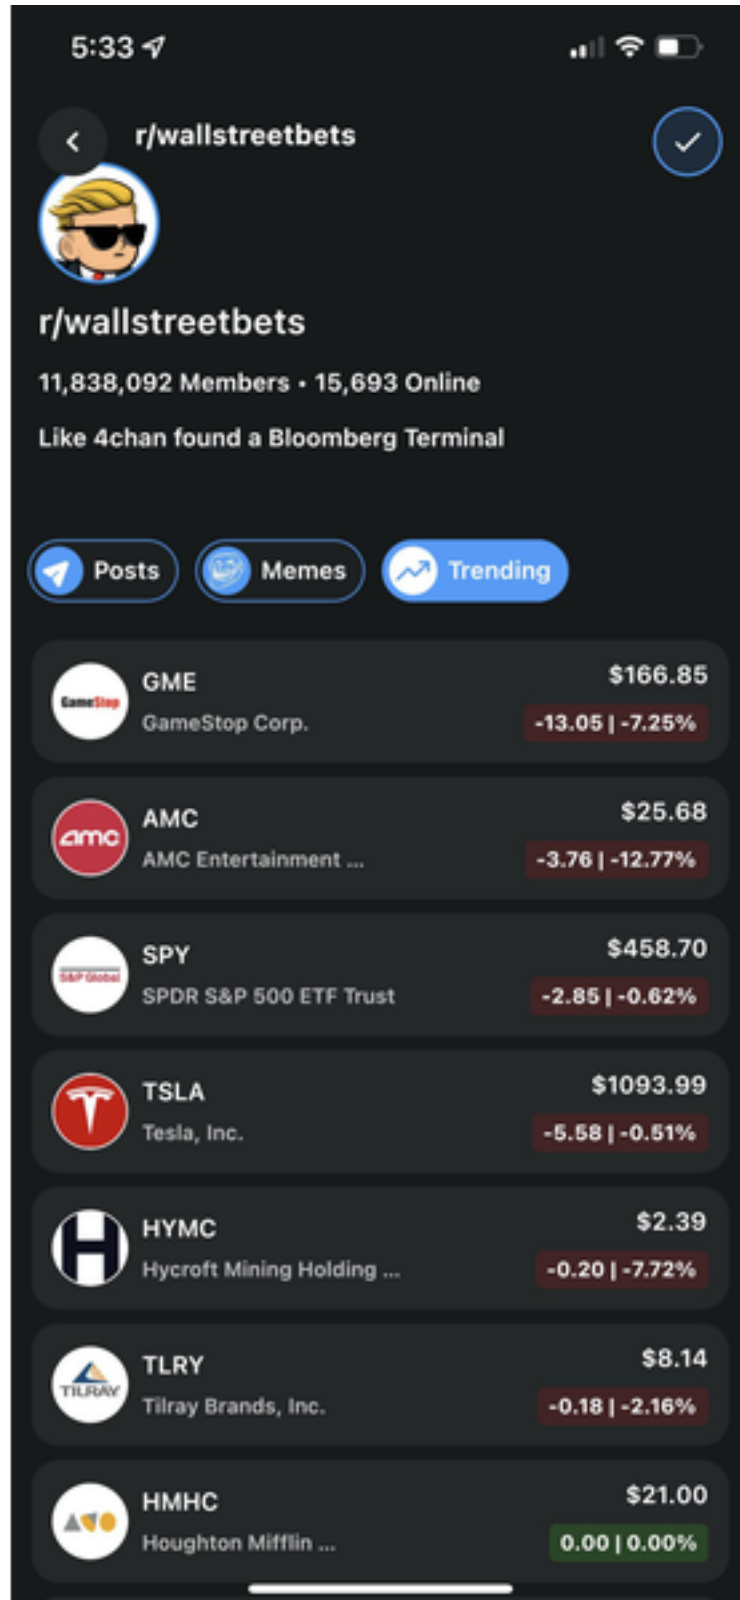 5:33
r/wallstreetbets
r/wallstreetbets
11,838,092 Members • 15,693 Online
Like 4chan found a Bloomberg Terminal
Posts Memes Trending
GME $166.85
GameStop
GameStop Corp. -13.05 | -7.25%
AMC $25.68
amc
AMC Entertainment ... -3.76 | -12.77%
SPY $458.70
S&P Global
SPDR S&P 500 ETF Trust -2.85 | -0.62%
TSLA $1093.99
Tesla, Inc. -5.58 | -0.51%
HYMC $2.39
H
Hycroft Mining Holding ... -0.20 | -7.72%
TLRY $8.14
TILRAY
Tilray Brands, Inc. -0.18 | -2.16%
HMHC $21.00
Houghton Mifflin ... 0.00 | 0.00%